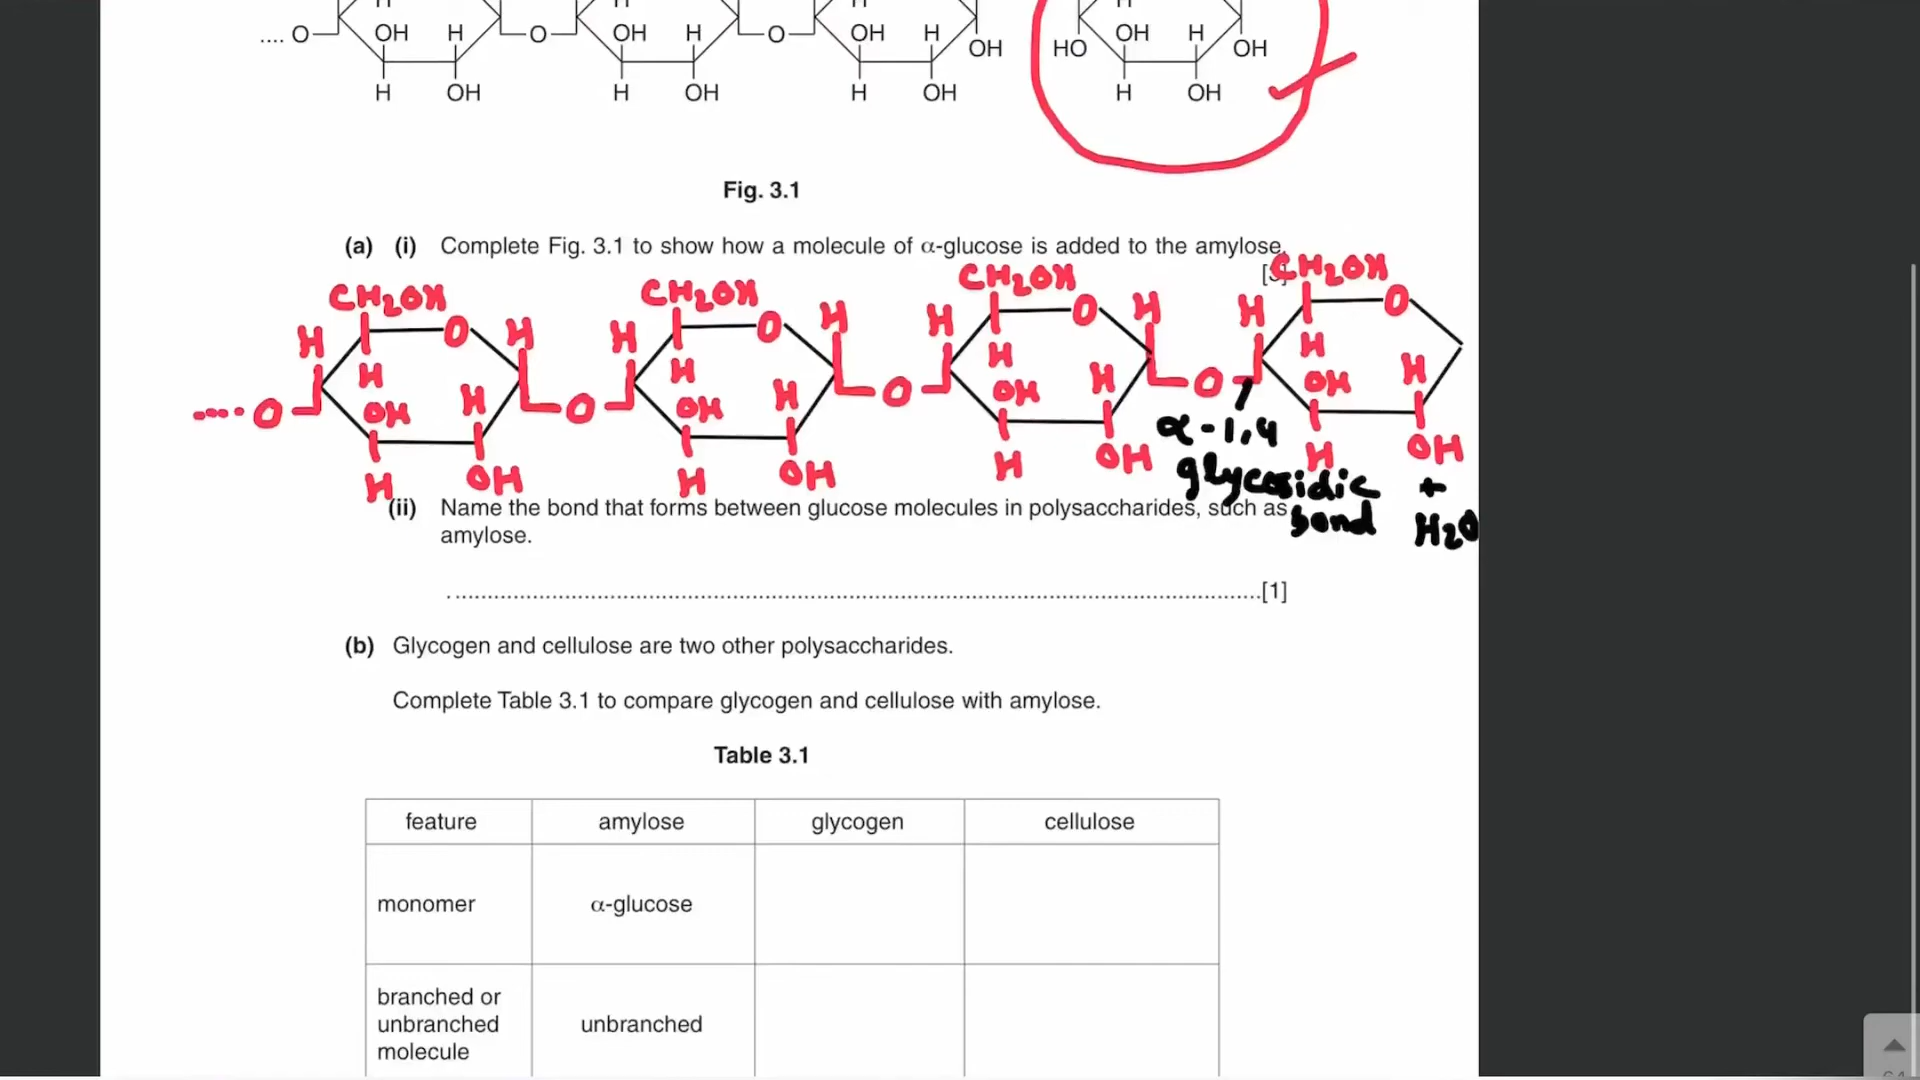 H H H H
.... O OH H O OH H O OH H OH HO OH H OH
H OH H OH H OH H OH
Fig. 3.1
(a) (i) Complete Fig. 3.1 to show how a molecule of α-glucose is added to the amylose.
[3]
CH2OH CH2OH CH2OH CH2OH
H O H H O H H O H H O
H H H H
OH H OH H OH H OH H
.... O O O O
H OH H OH H OH H OH
α-1,4
glycosidic
bond
+
H2O
(ii) Name the bond that forms between glucose molecules in polysaccharides, such as
amylose.
[1]
(b) Glycogen and cellulose are two other polysaccharides.
Complete Table 3.1 to compare glycogen and cellulose with amylose.
Table 3.1
feature amylose glycogen cellulose
monomer α-glucose
branched or
unbranched
molecule
unbranched